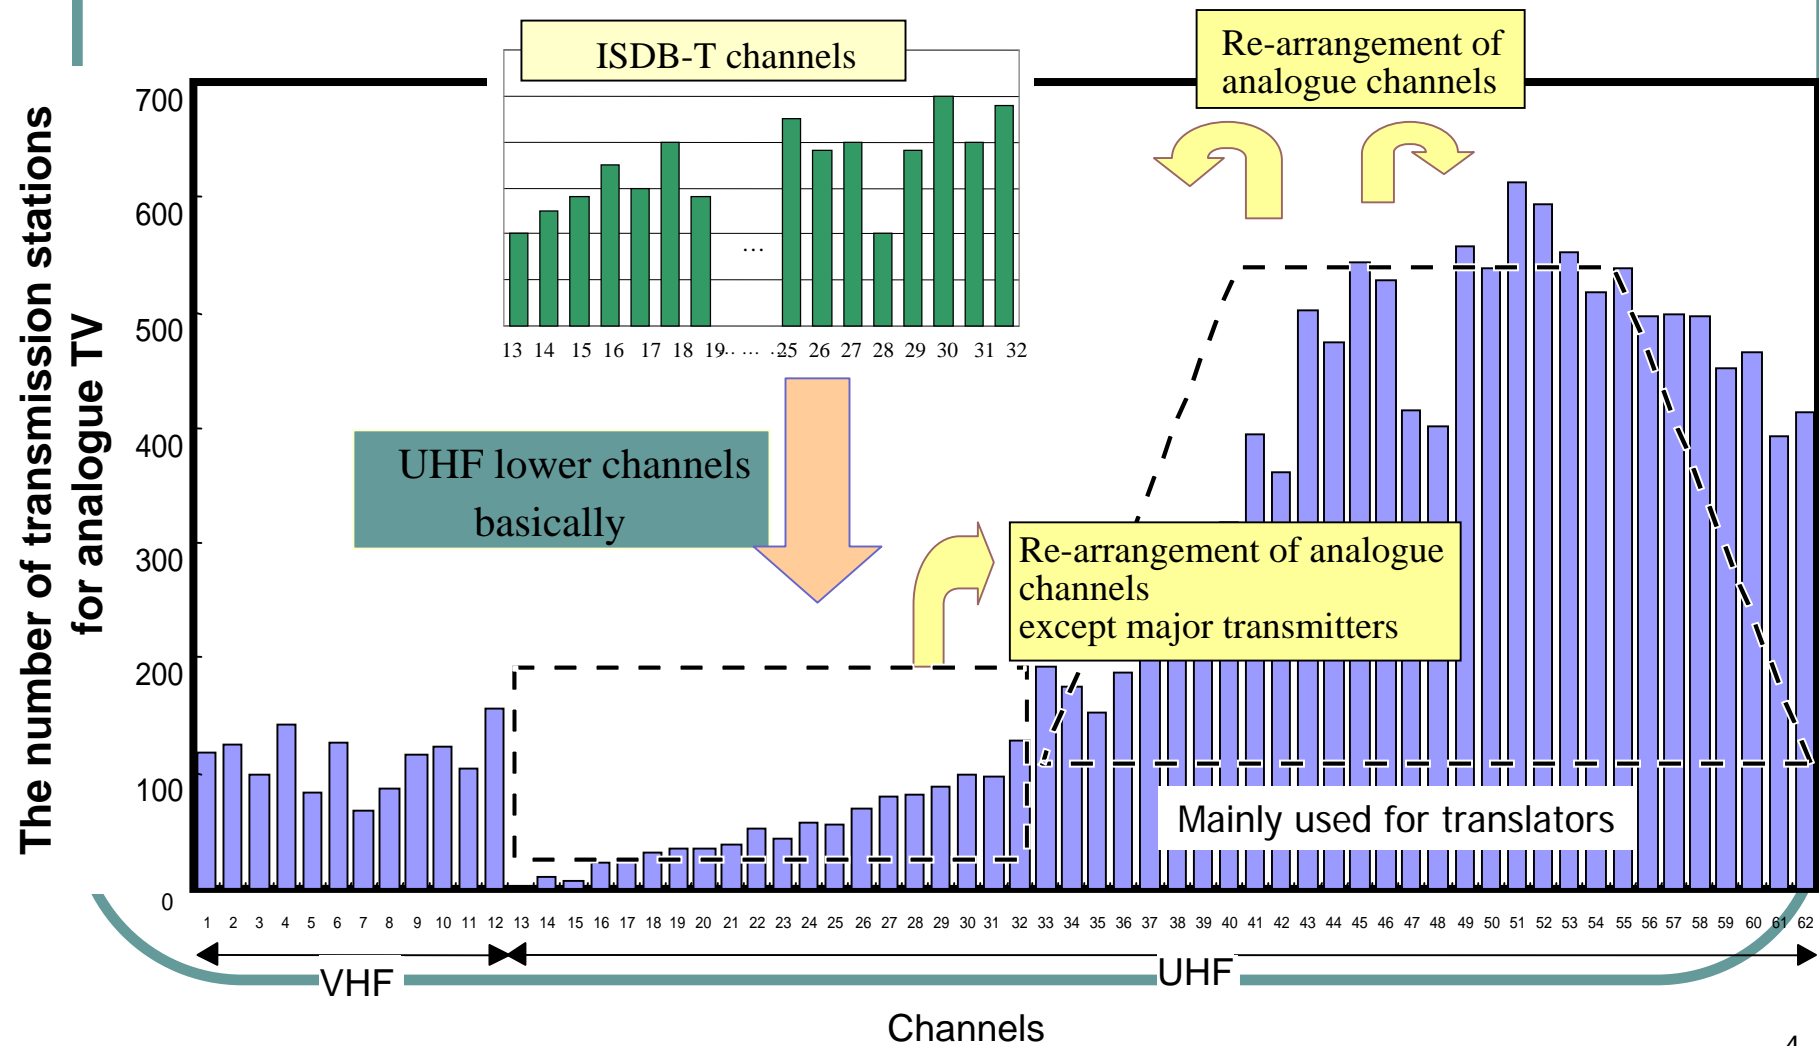 ISDB-T channels
Re-arrangement of
analogue channels
The number of transmission stations
for analogue TV
700
600
500
400
300
200
100
0
...
13 14 15 16 17 18 19.. ... ... 25 26 27 28 29 30 31 32
UHF lower channels
basically
Re-arrangement of analogue
channels
except major transmitters
Mainly used for translators
1 2 3 4 5 6 7 8 9 10 11 12 13 14 15 16 17 18 19 20 21 22 23 24 25 26 27 28 29 30 31 32 33 34 35 36 37 38 39 40 41 42 43 44 45 46 47 48 49 50 51 52 53 54 55 56 57 58 59 60 61 62
VHF
UHF
Channels
4